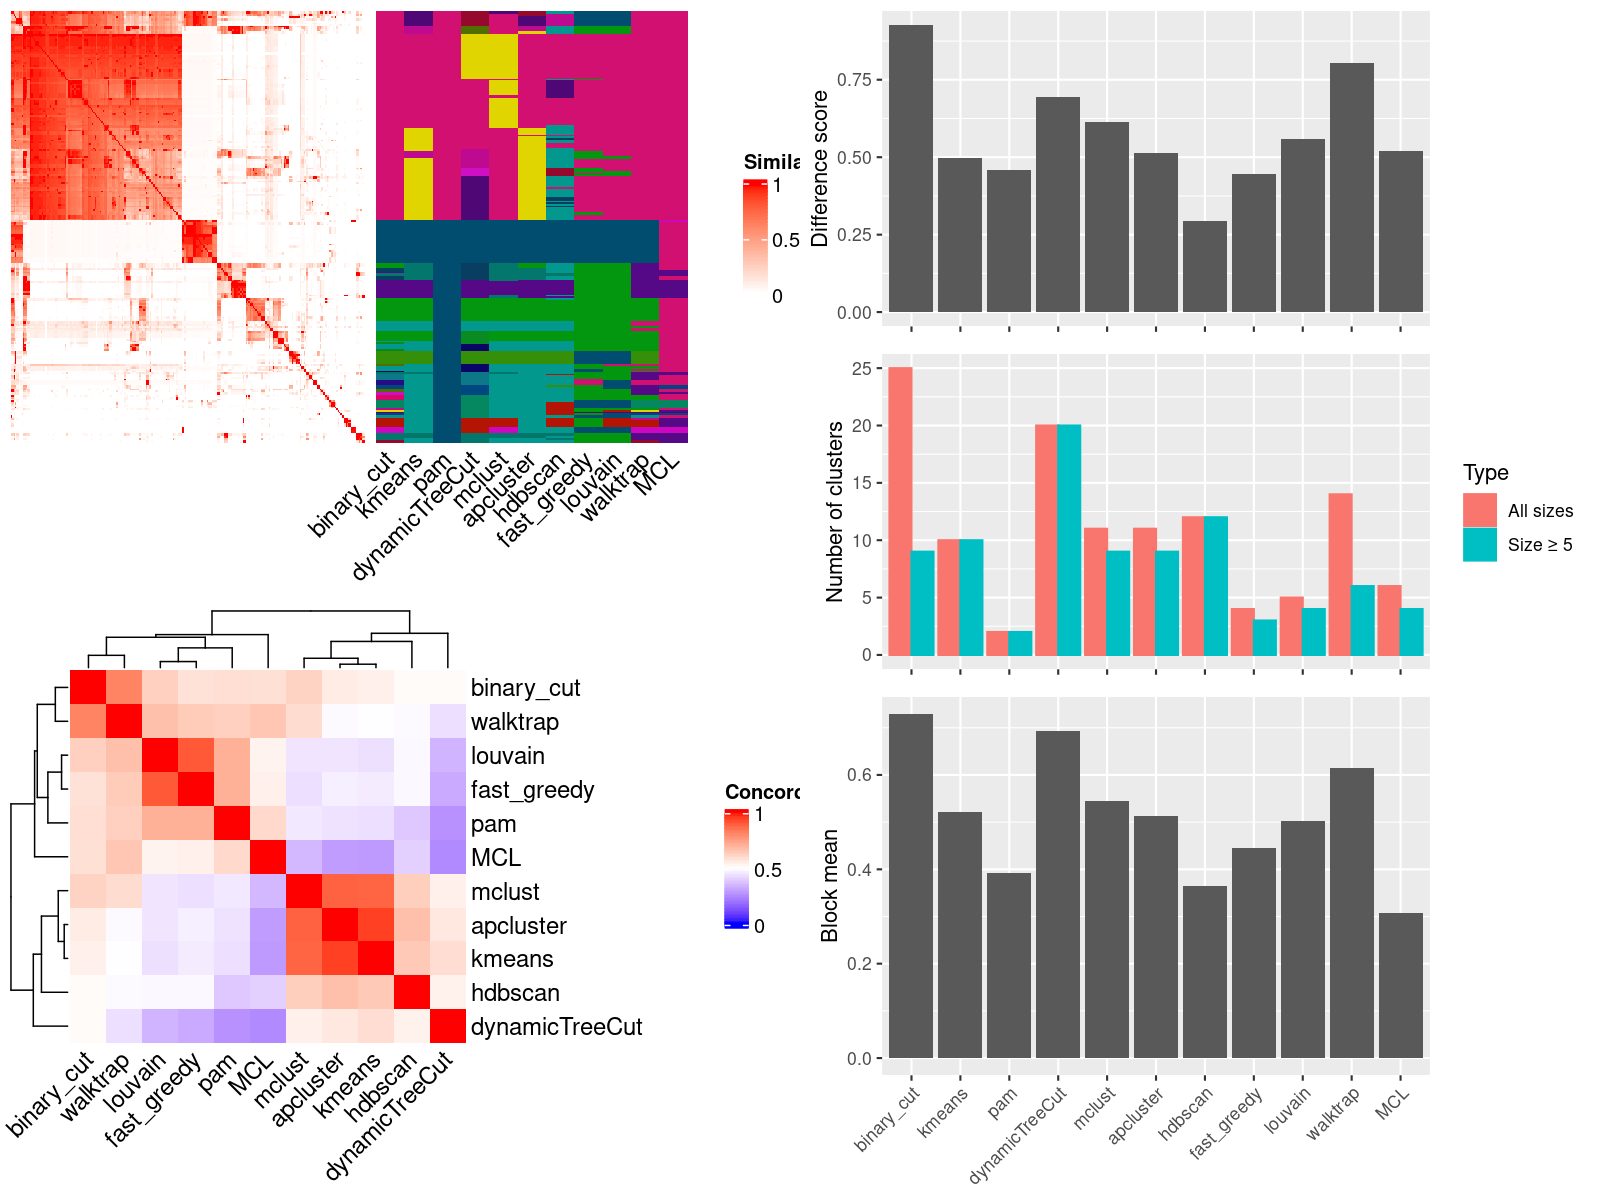 Simila
1
0.5
0
binary_cut
kmeans
pam
dynamicTreeCut
mclust
apcluster
hdbscan
fast_greedy
louvain
walktrap
MCL
binary_cut
walktrap
louvain
fast_greedy
pam
MCL
mclust
apcluster
kmeans
hdbscan
dynamicTreeCut
binary_cut
walktrap
louvain
fast_greedy
pam
MCL
mclust
apcluster
kmeans
hdbscan
dynamicTreeCut
Concord
1
0.5
0
Difference score
0.75
0.50
0.25
0.00
Number of clusters
25
20
15
10
5
0
Type
All sizes
Size ≥ 5
Block mean
0.6
0.4
0.2
0.0
binary_cut
kmeans
pam
dynamicTreeCut
mclust
apcluster
hdbscan
fast_greedy
louvain
walktrap
MCL